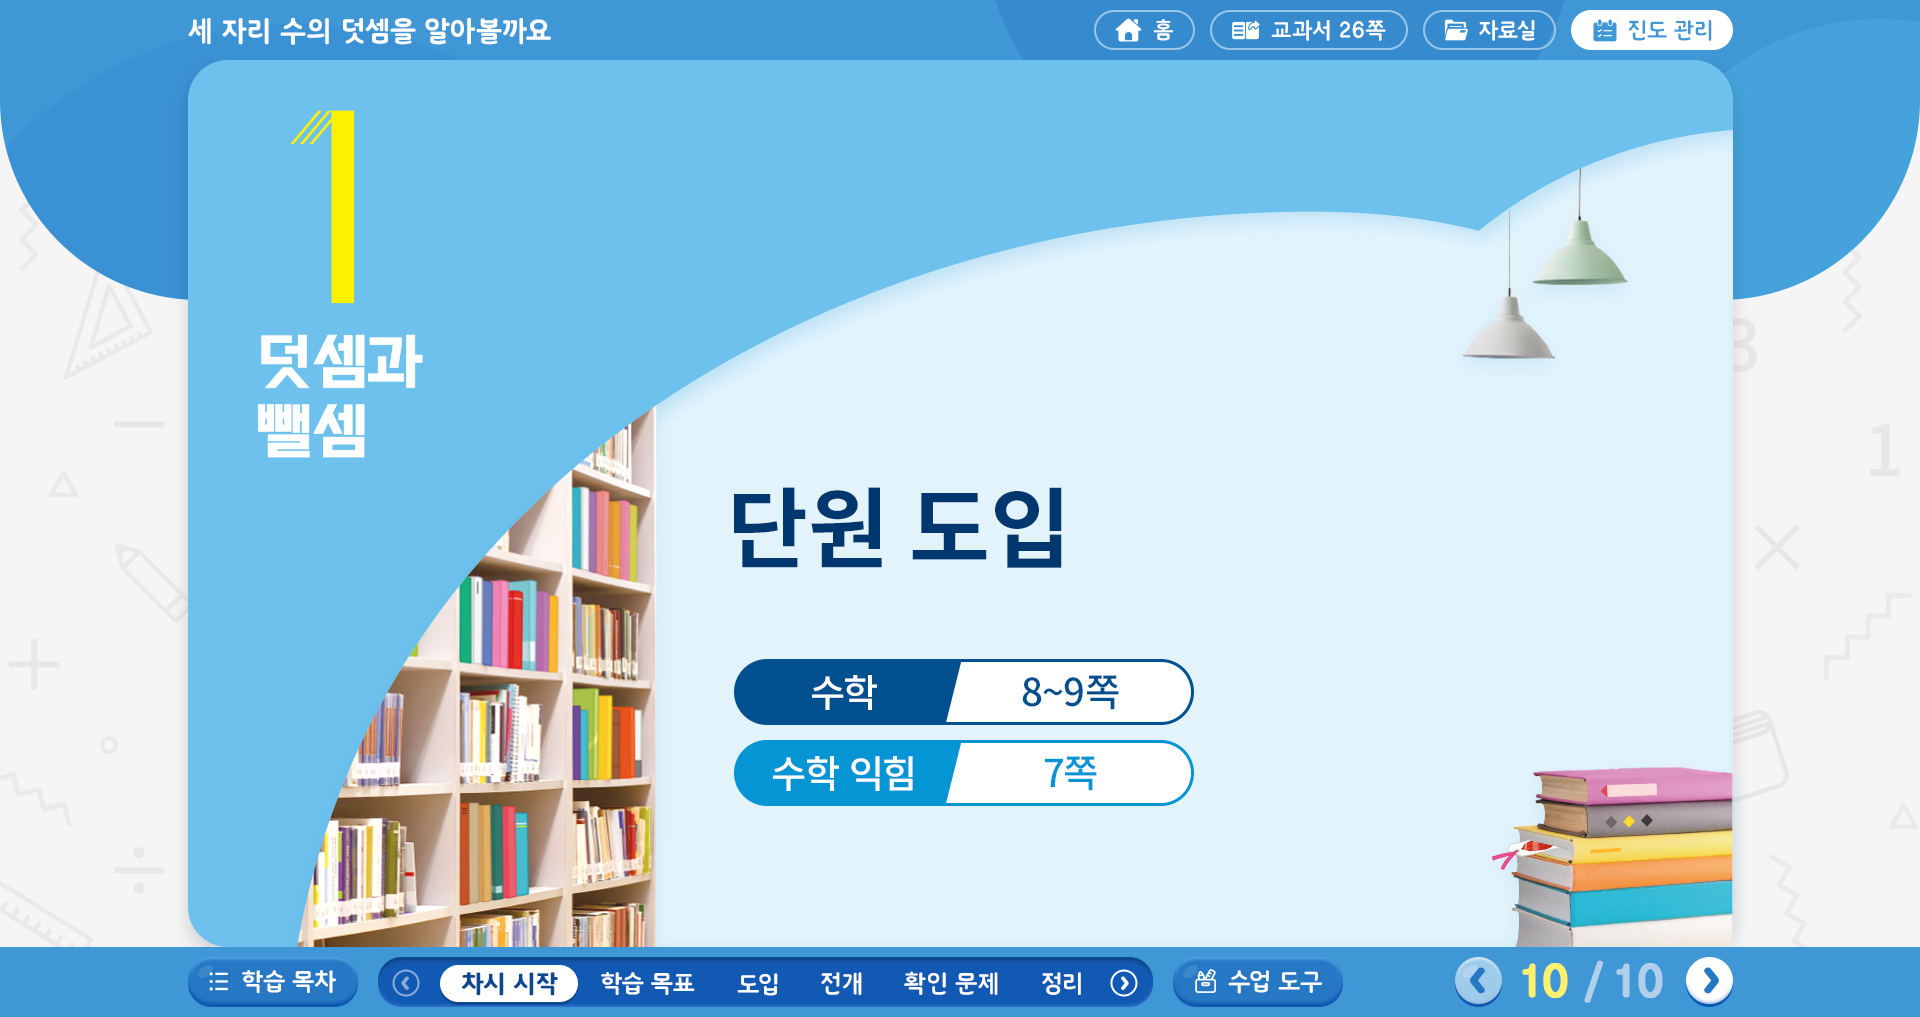 세 자리 수의 덧셈을 알아볼까요
홈
교과서 26쪽
자료실
진도 관리
1
덧셈과
뺄셈
단원 도입
수학 8~9쪽
수학 익힘 7쪽
학습 목차
차시 시작
학습 목표
도입
전개
확인 문제
정리
수업 도구
10 / 10